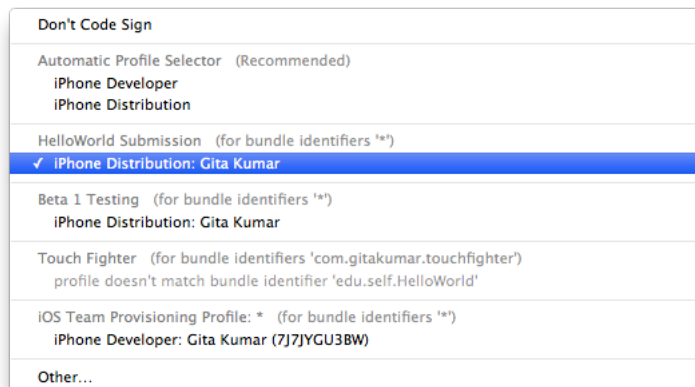 Don't Code Sign
Automatic Profile Selector (Recommended)
iPhone Developer
iPhone Distribution
HelloWorld Submission (for bundle identifiers '*')
✓ iPhone Distribution: Gita Kumar
Beta 1 Testing (for bundle identifiers '*')
iPhone Distribution: Gita Kumar
Touch Fighter (for bundle identifiers 'com.gitakumar.touchfighter')
profile doesn't match bundle identifier 'edu.self.HelloWorld'
iOS Team Provisioning Profile: * (for bundle identifiers '*')
iPhone Developer: Gita Kumar (7J7JYGU3BW)
Other...